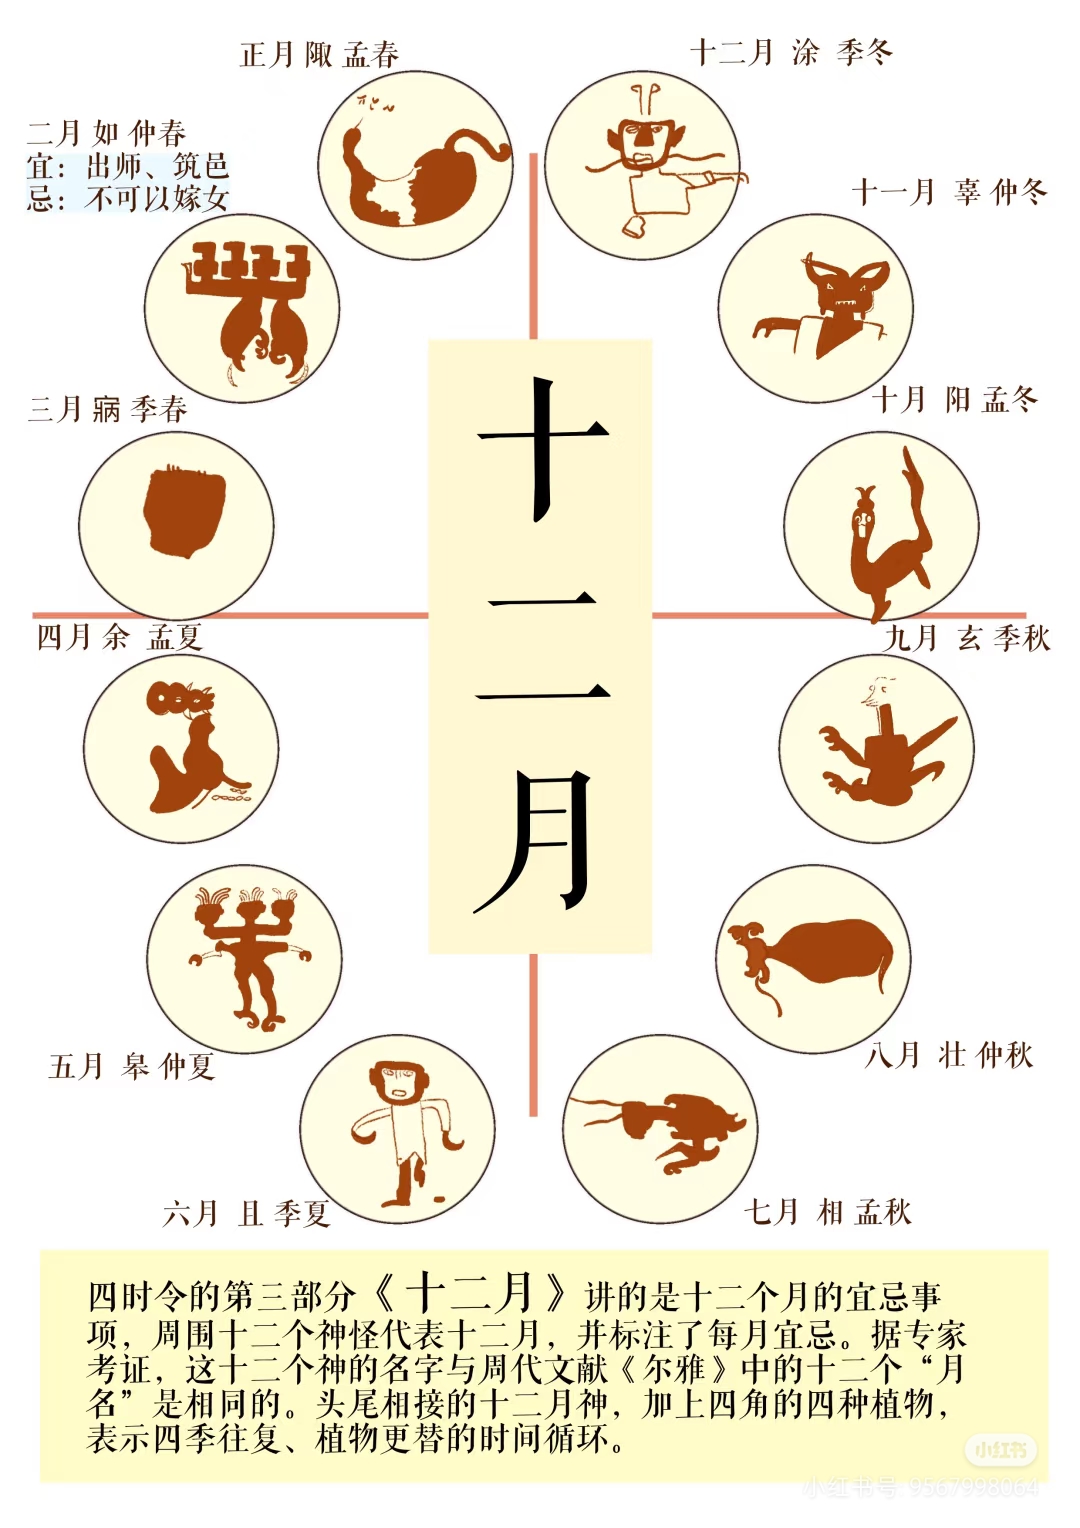 正月 陬 孟春
十二月 涂 季冬
二月 如 仲春
宜：出师、筑邑
忌：不可以嫁女
十一月 辜 仲冬
三月 寎 季春
十月 阳 孟冬
十二月
四月 余 孟夏
九月 玄 季秋
五月 皋 仲夏
八月 壮 仲秋
六月 且 季夏
七月 相 孟秋
四时令的第三部分《十二月》讲的是十二个月的宜忌事
项，周围十二个神怪代表十二月，并标注了每月宜忌。据专家
考证，这十二个神的名字与周代文献《尔雅》中的十二个“月
名”是相同的。头尾相接的十二月神，加上四角的四种植物，
表示四季往复、植物更替的时间循环。
小红书
小红书号: 9567998064